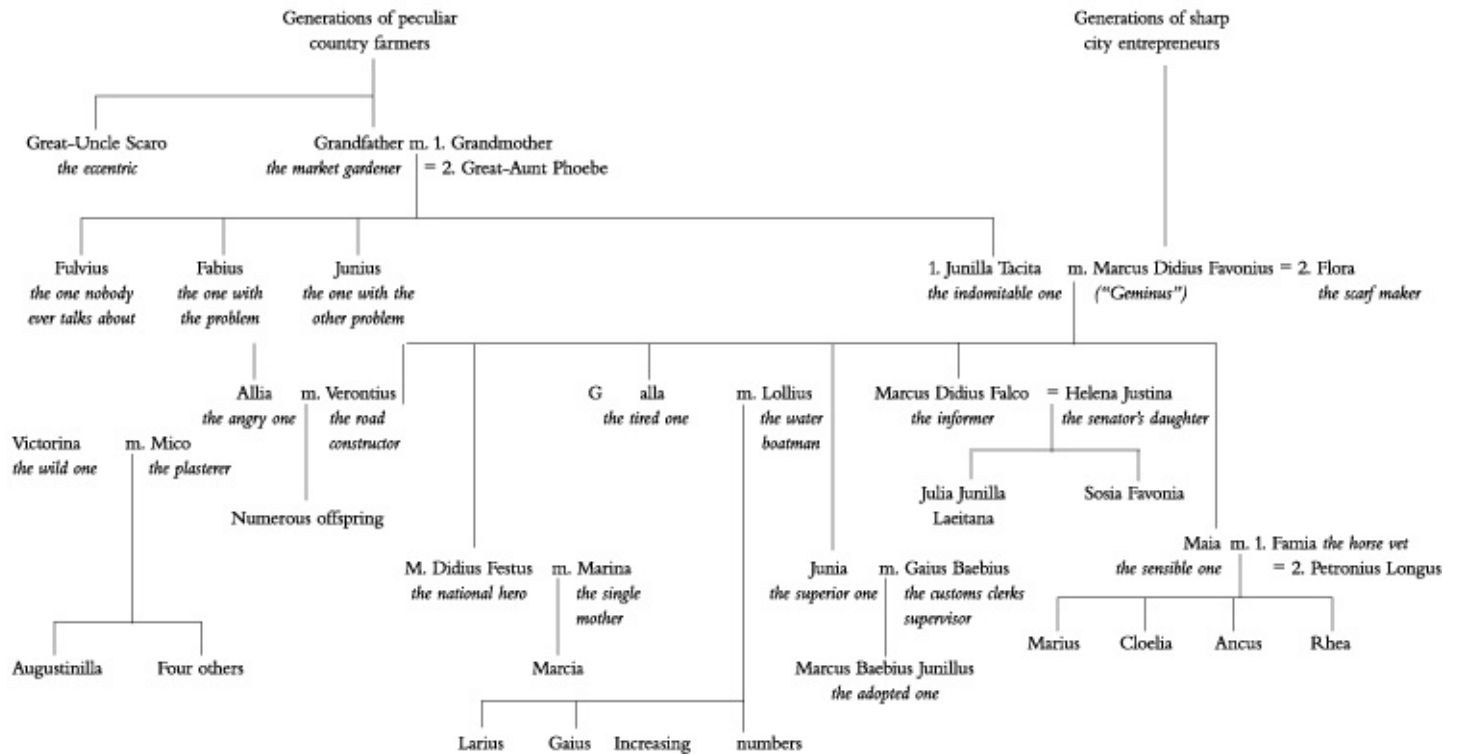 Generations of peculiar
country farmers
Generations of sharp
city entrepreneurs
Great-Uncle Scaro
the eccentric
Grandfather m. 1. Grandmother
the market gardener = 2. Great-Aunt Phoebe
Fulvius
the one nobody
ever talks about
Fabius
the one with
the problem
Junius
the one with the
other problem
1. Junilla Tacita m. Marcus Didius Favonius = 2. Flora
the indomitable one ("Geminus") the scarf maker
Allia m. Verontius
the angry one the road
constructor
G alla m. Lollius
the tired one the water
boatman
Marcus Didius Falco = Helena Justina
the informer the senator's daughter
Victorina m. Mico
the wild one the plasterer
Numerous offspring
Julia Junilla
Laeitana
Sosia Favonia
Maia m. 1. Famia the horse vet
the sensible one = 2. Petronius Longus
M. Didius Festus m. Marina
the national hero the single
mother
Junia m. Gaius Baebius
the superior one the customs clerks
supervisor
Marius Cloelia Ancus Rhea
Augustinilla Four others
Marcia
Marcus Baebius Junillus
the adopted one
Larius Gaius Increasing numbers